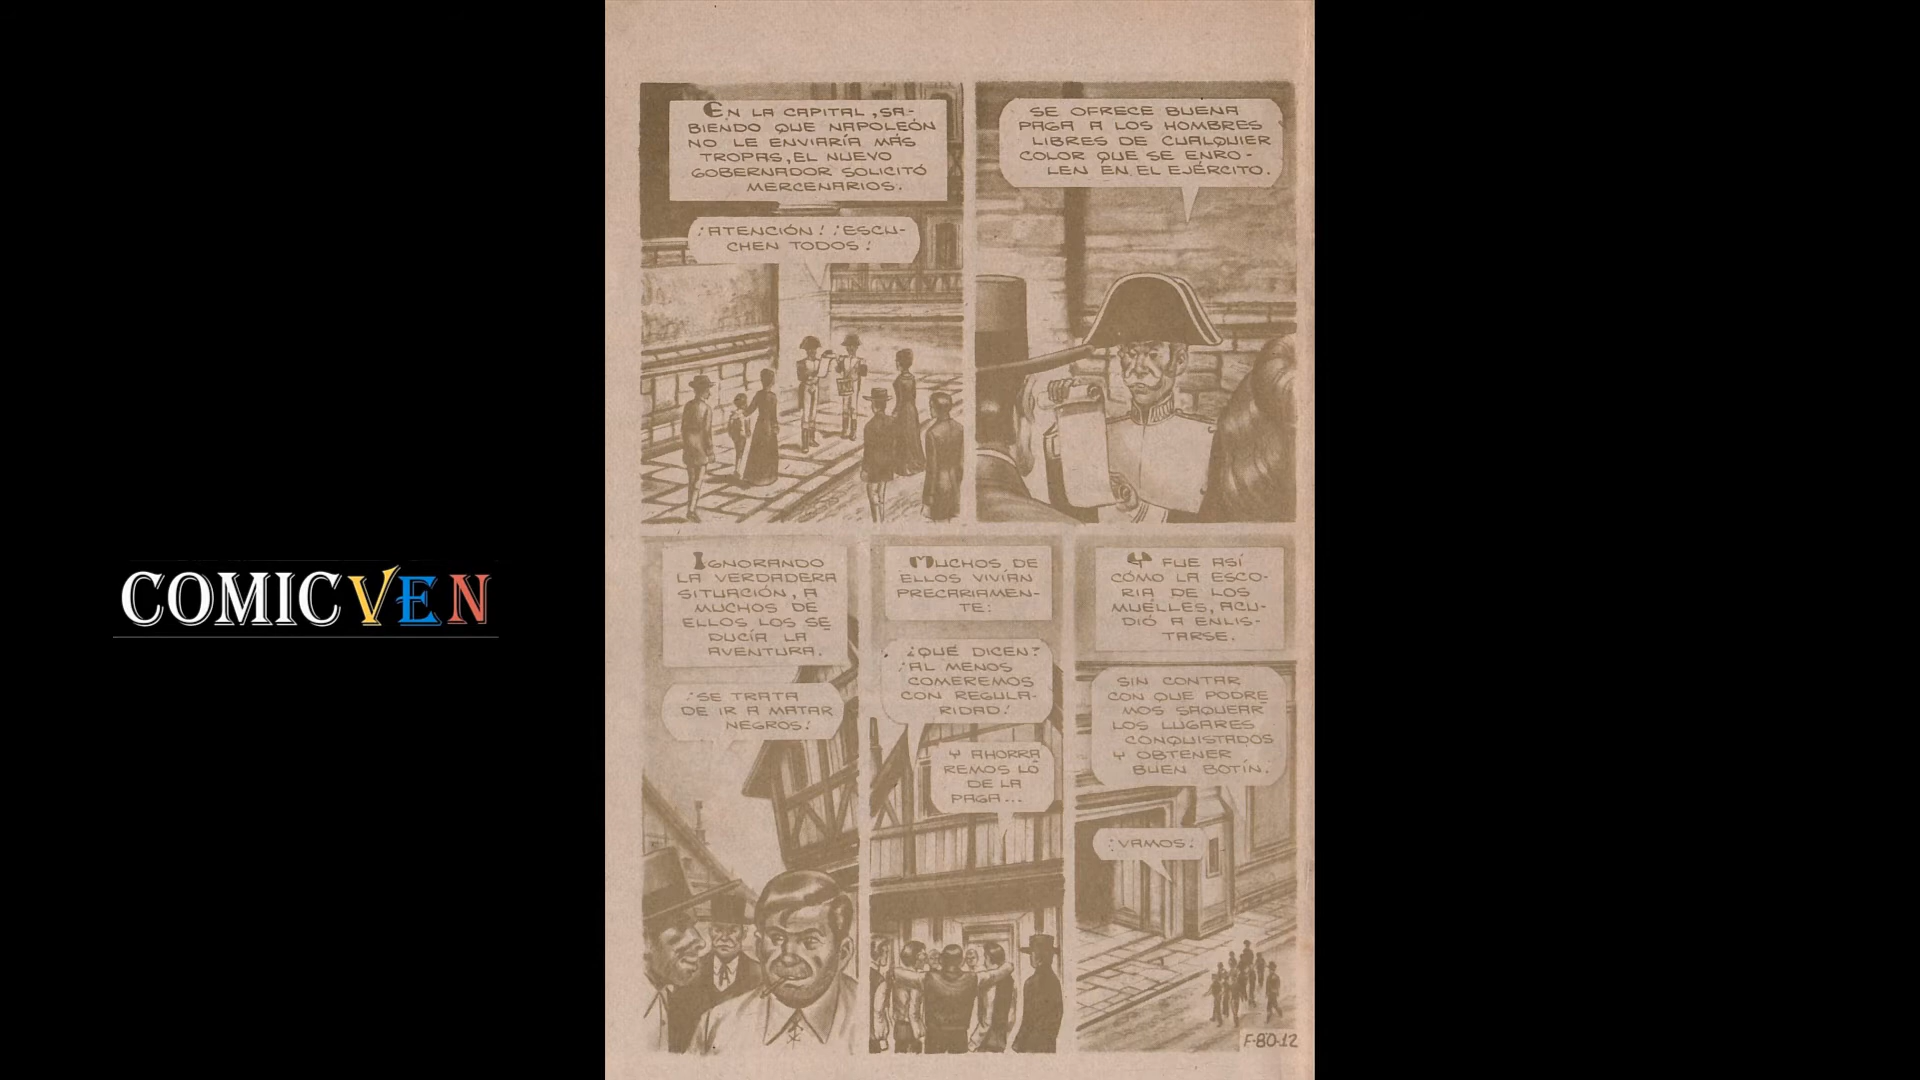 EN LA CAPITAL, SA-
BIENDO QUE NAPOLEÓN
NO LE ENVIARÍA MÁS
TROPAS, EL NUEVO
GOBERNADOR SOLICITÓ
MERCENARIOS.
¡ATENCIÓN! ¡ESCU-
CHEN TODOS!
SE OFRECE BUENA
PAGA A LOS HOMBRES
LIBRES DE CUALQUIER
COLOR QUE SE ENRO-
LEN EN EL EJÉRCITO.
IGNORANDO
LA VERDADERA
SITUACIÓN, A
MUCHOS DE
ELLOS LOS SE
DUCÍA LA
AVENTURA.
¡SE TRATA
DE IR A MATAR
NEGROS!
MUCHOS DE
ELLOS VIVÍAN
PRECARIAMEN-
TE:
¿QUÉ DICEN?
¡AL MENOS
COMEREMOS
CON REGULA-
RIDAD!
Y AHORRA
REMOS LO
DE LA
PAGA...
Y FUE ASÍ
CÓMO LA ESCO-
RIA DE LOS
MUELLES, ACU-
DIÓ A ENLIS-
TARSE.
SIN CONTAR
CON QUE PODRE
MOS SAQUEAR
LOS LUGARES
CONQUISTADOS
Y OBTENER
BUEN BOTÍN.
¡VAMOS!
F-80-12
COMICVEN